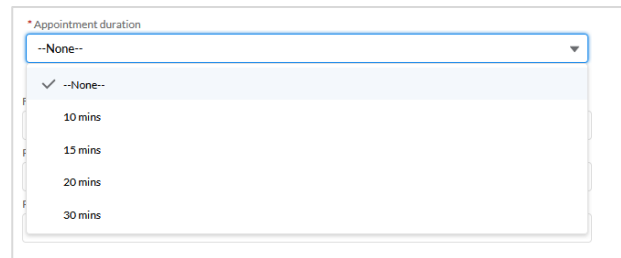 *Appointment duration
--None--
--None--
10 mins
15 mins
20 mins
30 mins